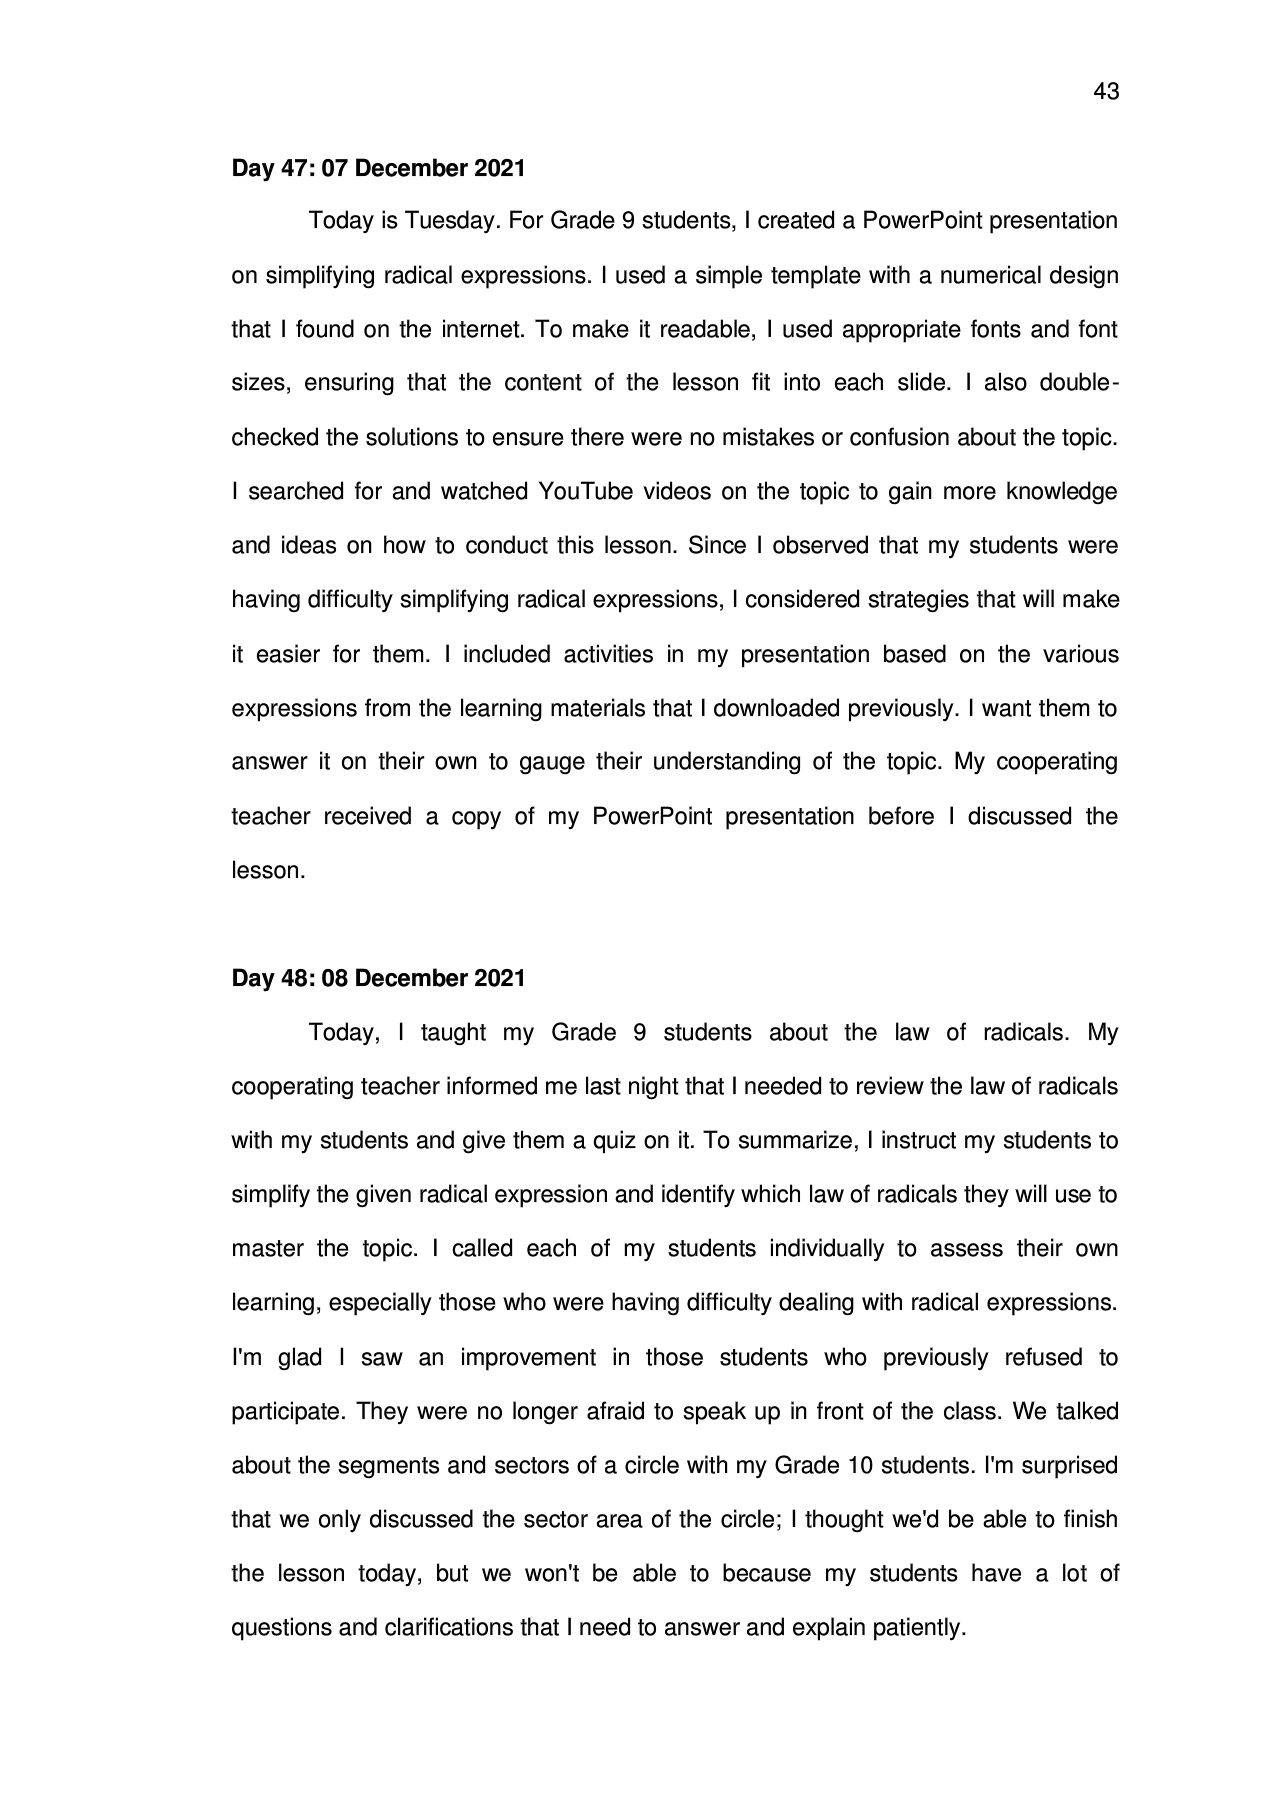 43
Day 47: 07 December 2021
Today is Tuesday. For Grade 9 students, I created a PowerPoint presentation
on simplifying radical expressions. I used a simple template with a numerical design
that I found on the internet. To make it readable, I used appropriate fonts and font
sizes, ensuring that the content of the lesson fit into each slide. I also double-
checked the solutions to ensure there were no mistakes or confusion about the topic.
I searched for and watched YouTube videos on the topic to gain more knowledge
and ideas on how to conduct this lesson. Since I observed that my students were
having difficulty simplifying radical expressions, I considered strategies that will make
it easier for them. I included activities in my presentation based on the various
expressions from the learning materials that I downloaded previously. I want them to
answer it on their own to gauge their understanding of the topic. My cooperating
teacher received a copy of my PowerPoint presentation before I discussed the
lesson.
Day 48: 08 December 2021
Today, I taught my Grade 9 students about the law of radicals. My
cooperating teacher informed me last night that I needed to review the law of radicals
with my students and give them a quiz on it. To summarize, I instruct my students to
simplify the given radical expression and identify which law of radicals they will use to
master the topic. I called each of my students individually to assess their own
learning, especially those who were having difficulty dealing with radical expressions.
I'm glad I saw an improvement in those students who previously refused to
participate. They were no longer afraid to speak up in front of the class. We talked
about the segments and sectors of a circle with my Grade 10 students. I'm surprised
that we only discussed the sector area of the circle; I thought we'd be able to finish
the lesson today, but we won't be able to because my students have a lot of
questions and clarifications that I need to answer and explain patiently.